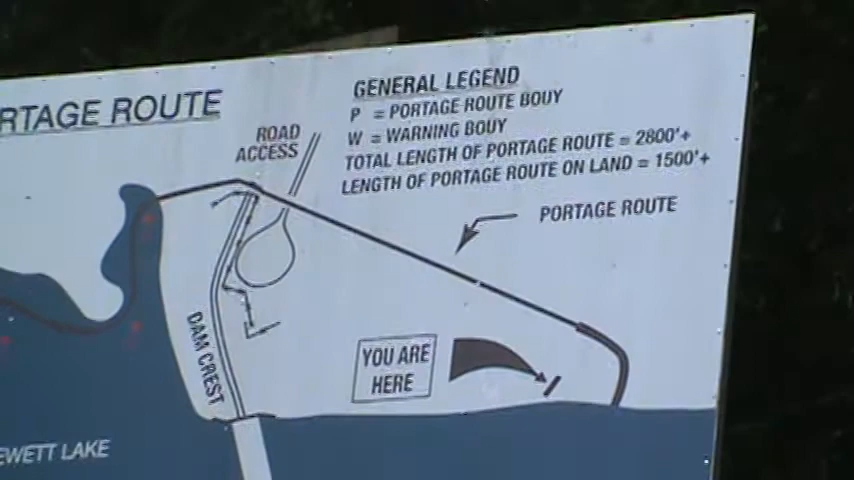 RTAGE ROUTE
GENERAL LEGEND
P = PORTAGE ROUTE BOUY
W = WARNING BOUY
TOTAL LENGTH OF PORTAGE ROUTE = 2800'+
LENGTH OF PORTAGE ROUTE ON LAND = 1500'+
ROAD
ACCESS
PORTAGE ROUTE
DAM CREST
YOU ARE
HERE
EWETT LAKE